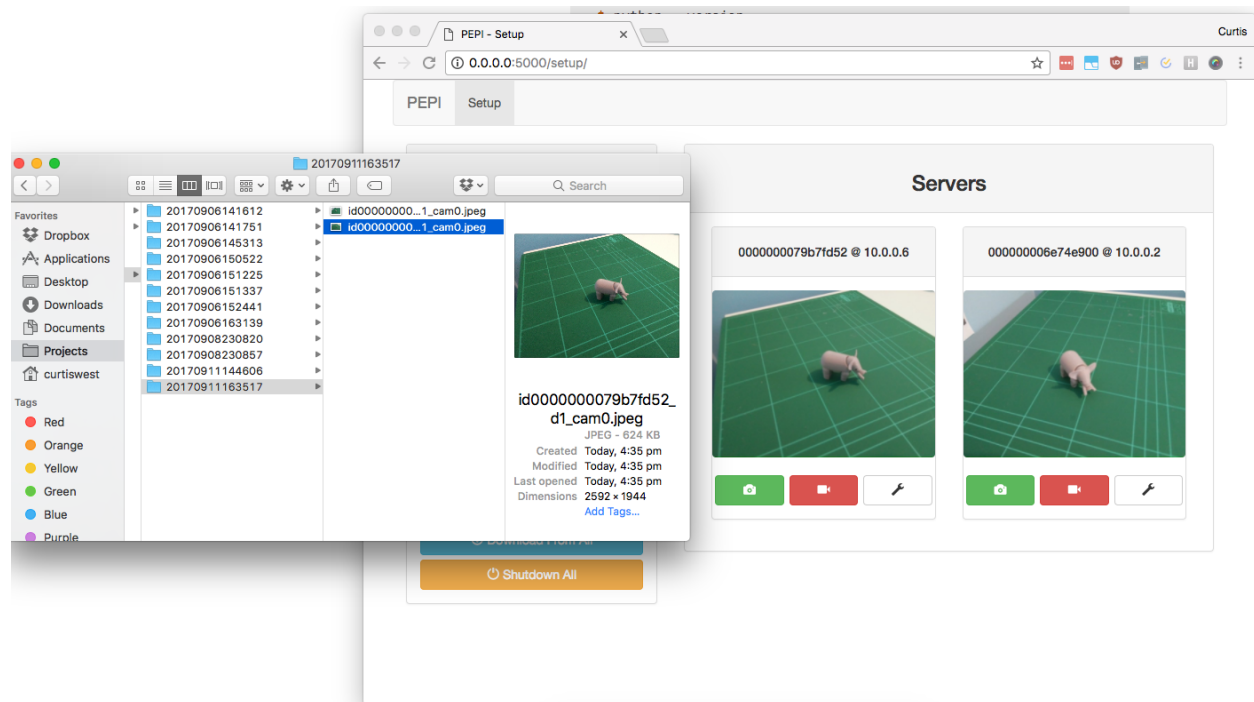 PEPI - Setup
Curtis
0.0.0.0:5000/setup/
PEPI Setup
20170911163517
Search
Favorites
Dropbox
Applications
Desktop
Downloads
Documents
Projects
curtiswest
Tags
Red
Orange
Yellow
Green
Blue
Purple
20170906141612
20170906141751
20170906145313
20170906150522
20170906151225
20170906151337
20170906152441
20170906163139
20170908230820
20170908230857
20170911144606
20170911163517
id00000000...1_cam0.jpeg
id00000000...1_cam0.jpeg
id0000000079b7fd52_
d1_cam0.jpeg
JPEG - 624 KB
Created Today, 4:35 pm
Modified Today, 4:35 pm
Last opened Today, 4:35 pm
Dimensions 2592 × 1944
Add Tags...
Download From All
Shutdown All
Servers
0000000079b7fd52 @ 10.0.0.6
000000006e74e900 @ 10.0.0.2